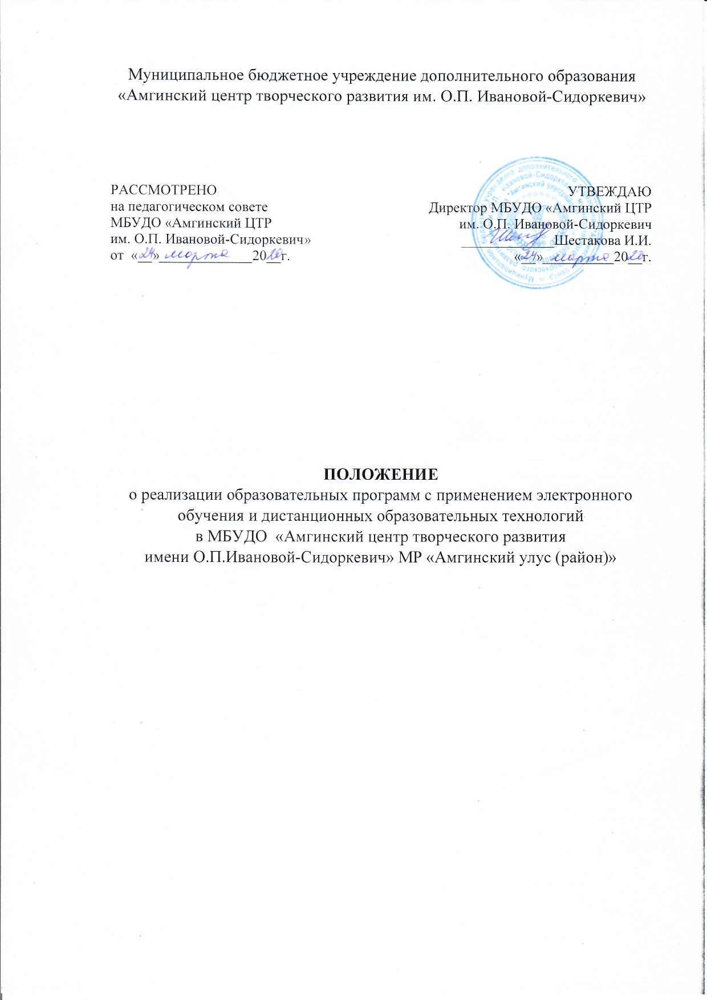 Муниципальное бюджетное учреждение дополнительного образования
«Амгинский центр творческого развития им. О.П. Ивановой-Сидоркевич»
РАССМОТРЕНО
на педагогическом совете
МБУДО «Амгинский ЦТР
им. О.П. Ивановой-Сидоркевич»
от «24» марта 2020г.
УТВЕЖДАЮ
Директор МБУДО «Амгинский ЦТР
им. О.П. Ивановой-Сидоркевич
Шестакова И.И.
«24» марта 2020г.
ПОЛОЖЕНИЕ
о реализации образовательных программ с применением электронного
обучения и дистанционных образовательных технологий
в МБУДО «Амгинский центр творческого развития
имени О.П.Ивановой-Сидоркевич» МР «Амгинский улус (район)»